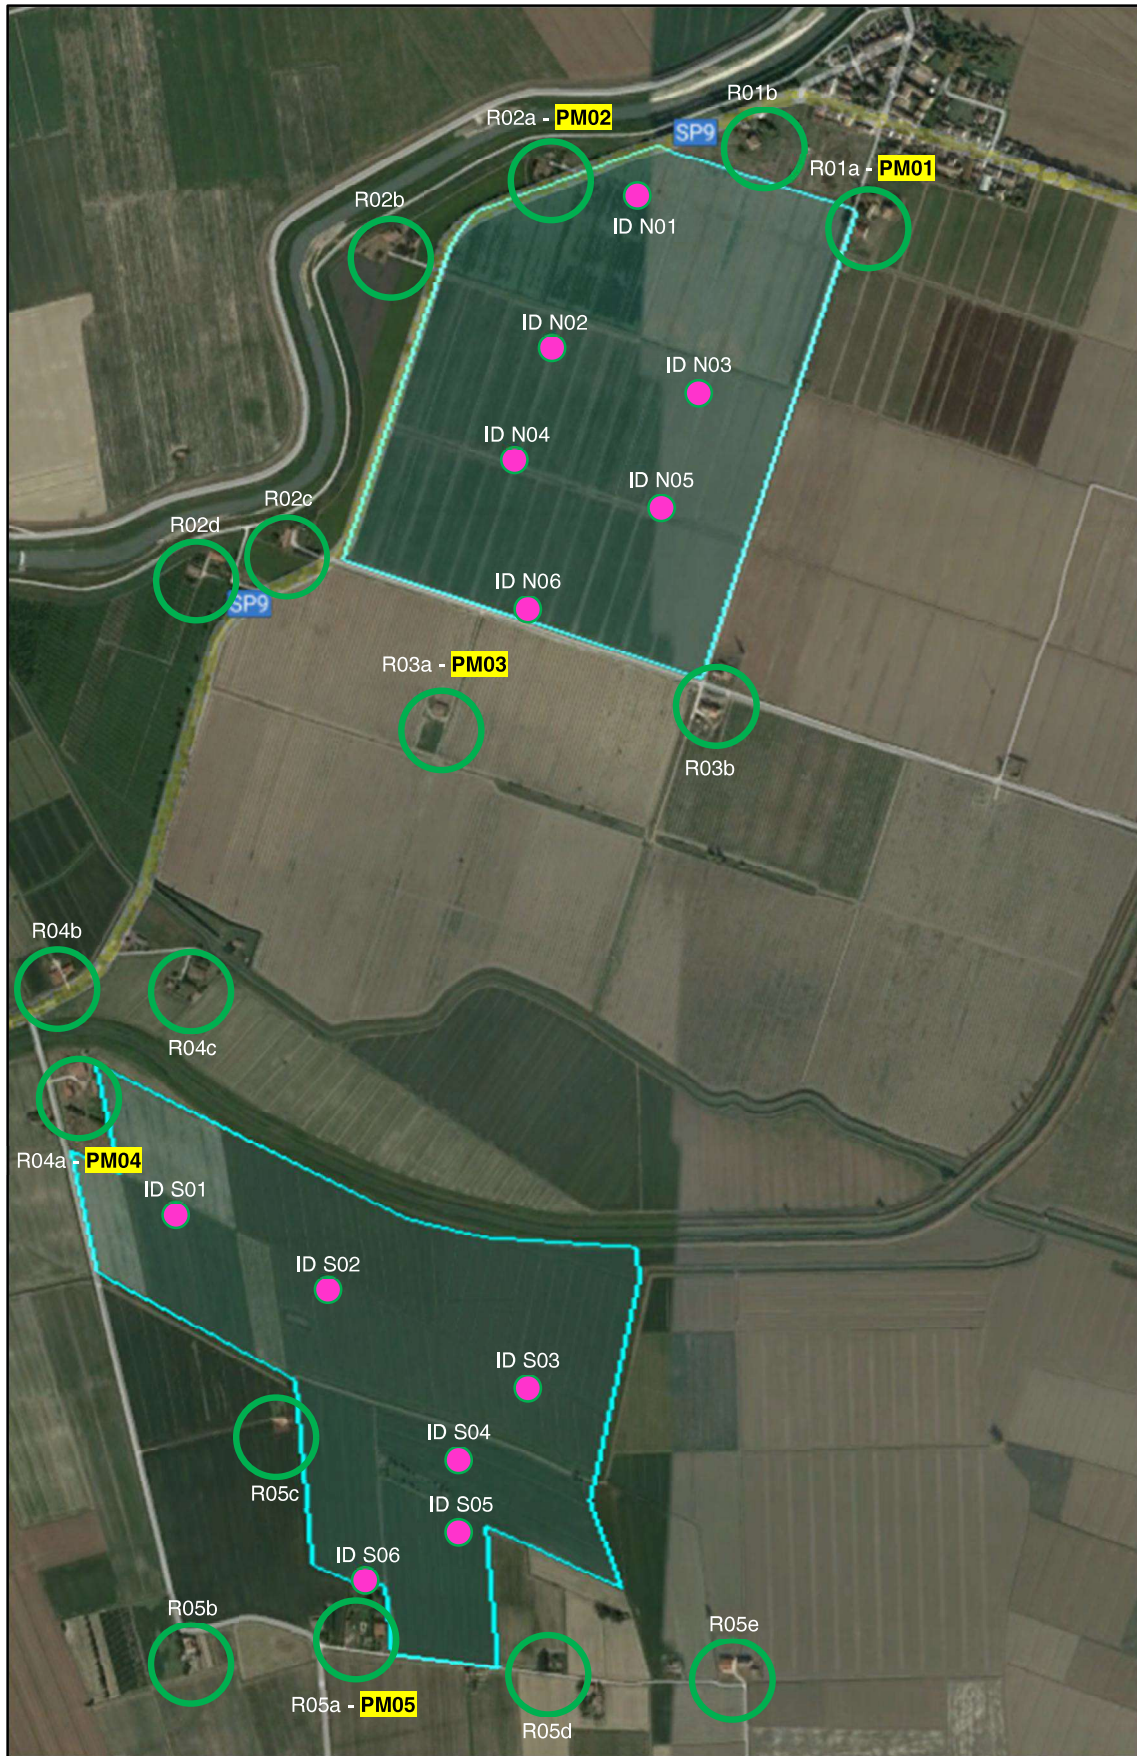 R01b
R02a - PM02
SP9
R01a - PM01
R02b
ID N01
ID N02
ID N03
ID N04
ID N05
R02c
R02d
ID N06
SP9
R03a - PM03
R03b
R04b
R04c
R04a - PM04
ID S01
ID S02
ID S03
ID S04
R05c
ID S05
ID S06
R05b
R05e
R05a - PM05
R05d